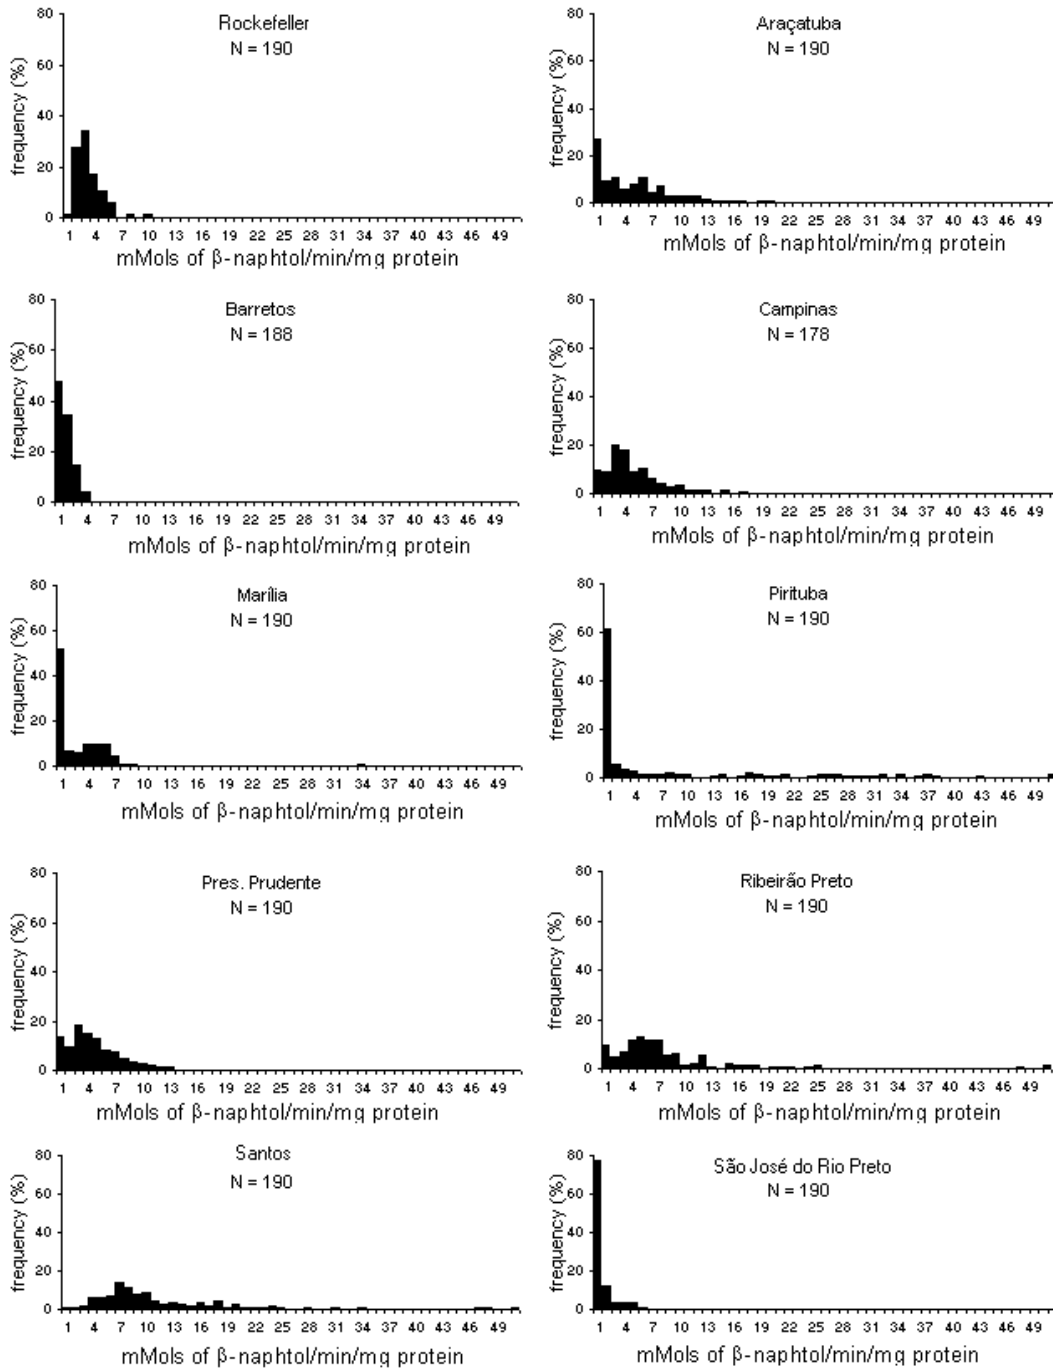 Rockefeller
N = 190
frequency (%)
80
60
40
20
0
1 4 7 10 13 16 19 22 25 28 31 34 37 40 43 46 49
mMols of β-naphtol/min/mg protein
Araçatuba
N = 190
frequency (%)
80
60
40
20
0
1 4 7 10 13 16 19 22 25 28 31 34 37 40 43 46 49
mMols of β-naphtol/min/mg protein
Barretos
N = 188
frequency (%)
80
60
40
20
0
1 4 7 10 13 16 19 22 25 28 31 34 37 40 43 46 49
mMols of β-naphtol/min/mg protein
Campinas
N = 178
frequency (%)
80
60
40
20
0
1 4 7 10 13 16 19 22 25 28 31 34 37 40 43 46 49
mMols of β-naphtol/min/mg protein
Marília
N = 190
frequency (%)
80
60
40
20
0
1 4 7 10 13 16 19 22 25 28 31 34 37 40 43 46 49
mMols of β-naphtol/min/mg protein
Pirituba
N = 190
frequency (%)
80
60
40
20
0
1 4 7 10 13 16 19 22 25 28 31 34 37 40 43 46 49
mMols of β-naphtol/min/mg protein
Pres. Prudente
N = 190
frequency (%)
80
60
40
20
0
1 4 7 10 13 16 19 22 25 28 31 34 37 40 43 46 49
mMols of β-naphtol/min/mg protein
Ribeirão Preto
N = 190
frequency (%)
80
60
40
20
0
1 4 7 10 13 16 19 22 25 28 31 34 37 40 43 46 49
mMols of β-naphtol/min/mg protein
Santos
N = 190
frequency (%)
80
60
40
20
0
1 4 7 10 13 16 19 22 25 28 31 34 37 40 43 46 49
mMols of β-naphtol/min/mg protein
São José do Rio Preto
N = 190
frequency (%)
80
60
40
20
0
1 4 7 10 13 16 19 22 25 28 31 34 37 40 43 46 49
mMols of β-naphtol/min/mg protein